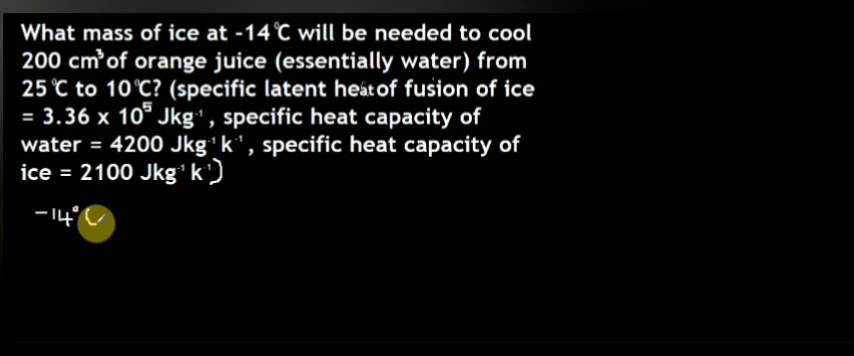 What mass of ice at -14℃ will be needed to cool
200 cm³ of orange juice (essentially water) from
25℃ to 10℃? (specific latent heat of fusion of ice
= 3.36 x 10⁵ Jkg⁻¹, specific heat capacity of
water = 4200 Jkg⁻¹k⁻¹, specific heat capacity of
ice = 2100 Jkg⁻¹k⁻¹)
-14°C